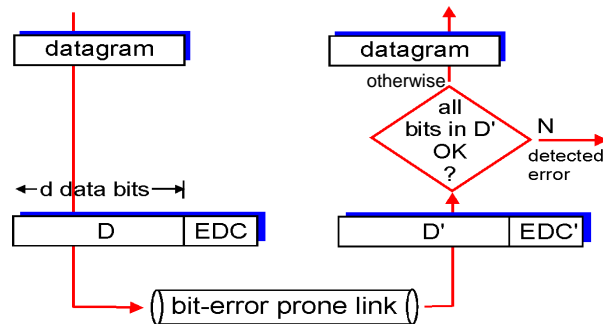 datagram
d data bits
D
EDC
bit-error prone link
datagram
otherwise
all
bits in D'
OK
?
N
detected
error
D'
EDC'